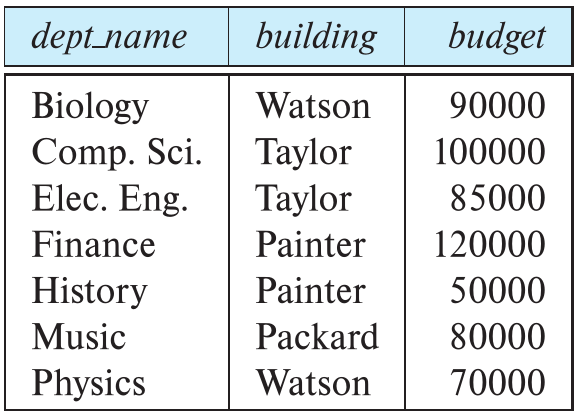 dept_name building budget
Biology Watson 90000
Comp. Sci. Taylor 100000
Elec. Eng. Taylor 85000
Finance Painter 120000
History Painter 50000
Music Packard 80000
Physics Watson 70000